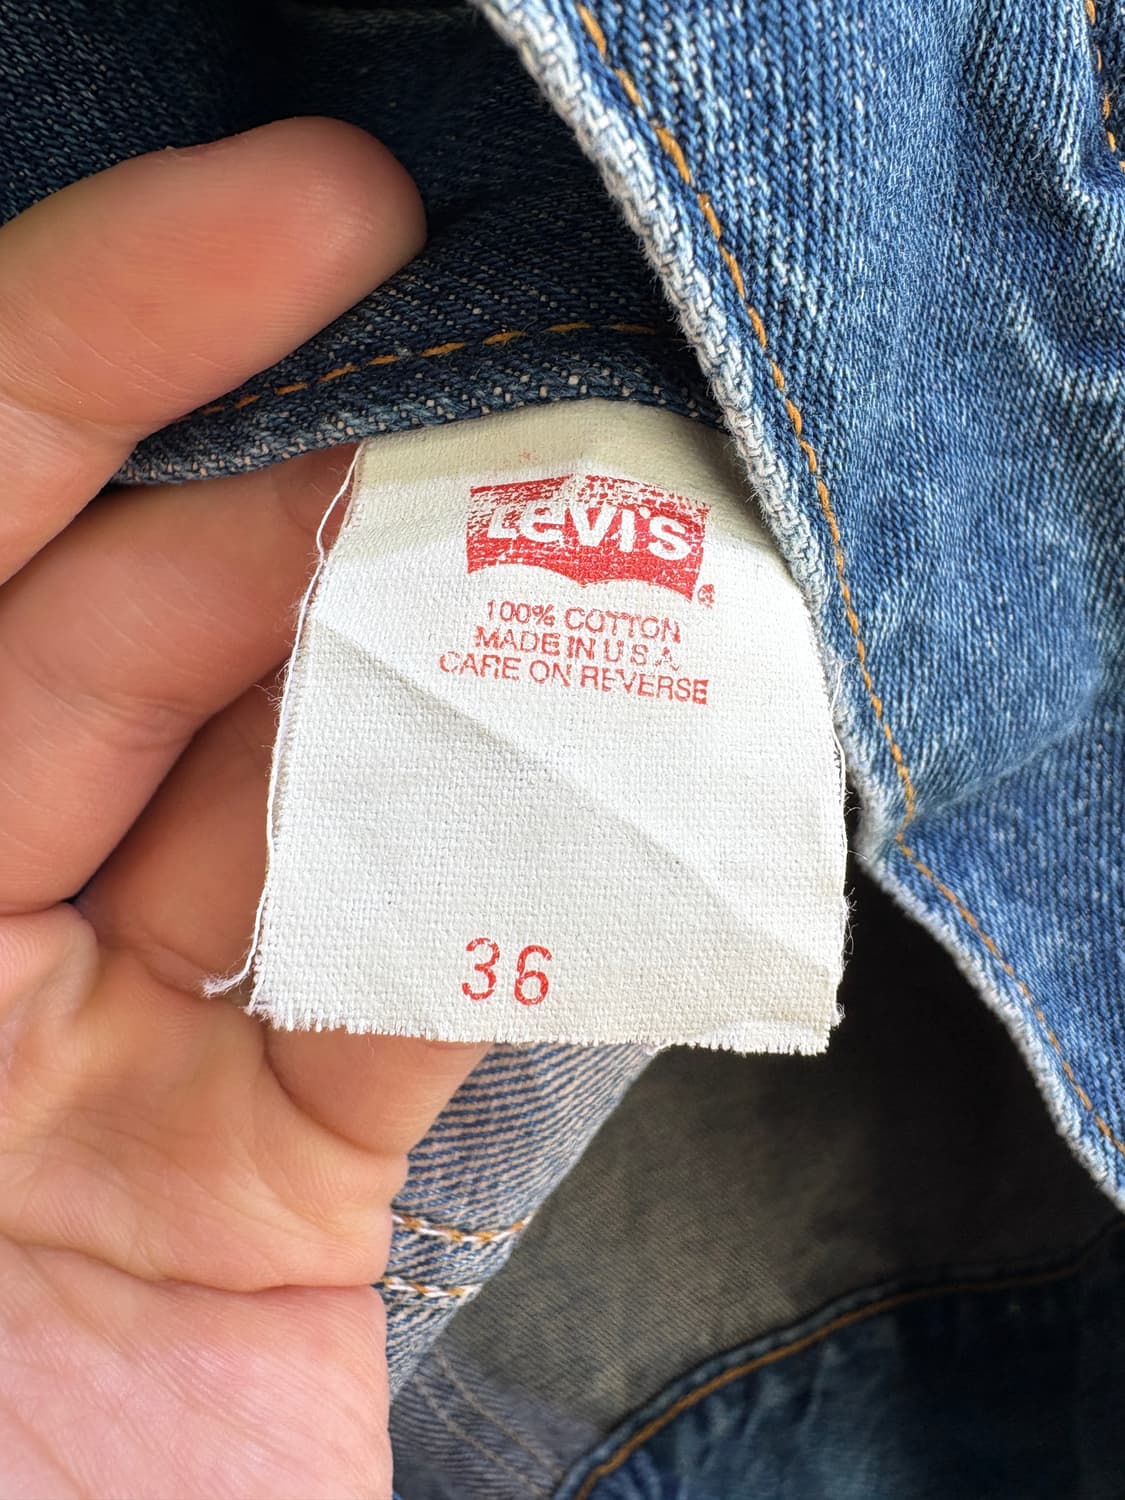 LEVI'S
®
100% COTTON
MADE IN U.S.A.
CARE ON REVERSE
36